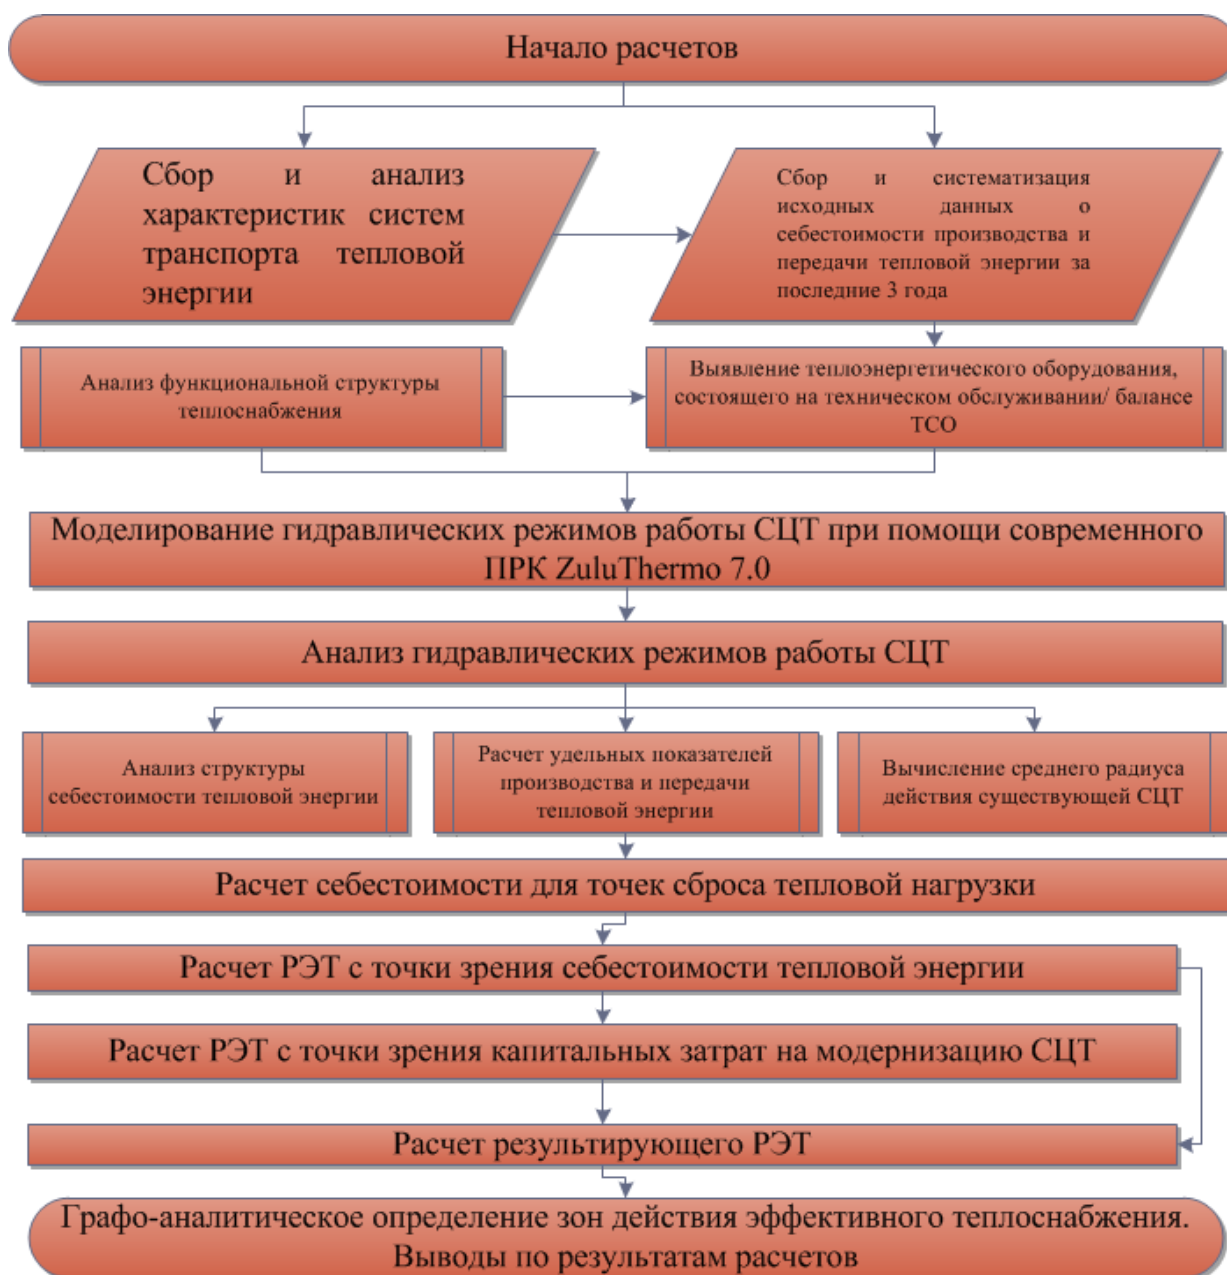 Начало расчетов
Сбор и анализ
характеристик систем
транспорта тепловой
энергии
Сбор и систематизация
исходных данных о
себестоимости производства и
передачи тепловой энергии за
последние 3 года
Анализ функциональной структуры
теплоснабжения
Выявление теплоэнергетического оборудования,
состоящего на техническом обслуживании/ балансе
ТСО
Моделирование гидравлических режимов работы СЦТ при помощи современного
ПРК ZuluThermo 7.0
Анализ гидравлических режимов работы СЦТ
Анализ структуры
себестоимости тепловой энергии
Расчет удельных показателей
производства и передачи
тепловой энергии
Вычисление среднего радиуса
действия существующей СЦТ
Расчет себестоимости для точек сброса тепловой нагрузки
Расчет РЭТ с точки зрения себестоимости тепловой энергии
Расчет РЭТ с точки зрения капитальных затрат на модернизацию СЦТ
Расчет результирующего РЭТ
Графо-аналитическое определение зон действия эффективного теплоснабжения.
Выводы по результатам расчетов